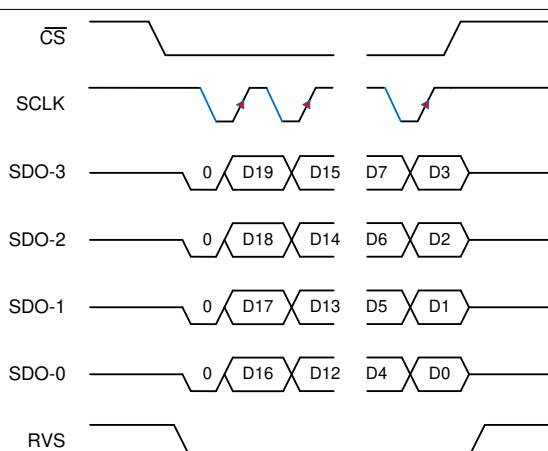 CS
SCLK
SDO-3 0 D19 D15 D7 D3
SDO-2 0 D18 D14 D6 D2
SDO-1 0 D17 D13 D5 D1
SDO-0 0 D16 D12 D4 D0
RVS